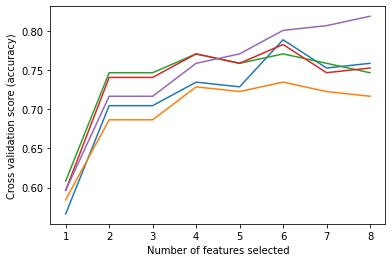 Cross validation score (accuracy)
0.80
0.75
0.70
0.65
0.60
1 2 3 4 5 6 7 8
Number of features selected